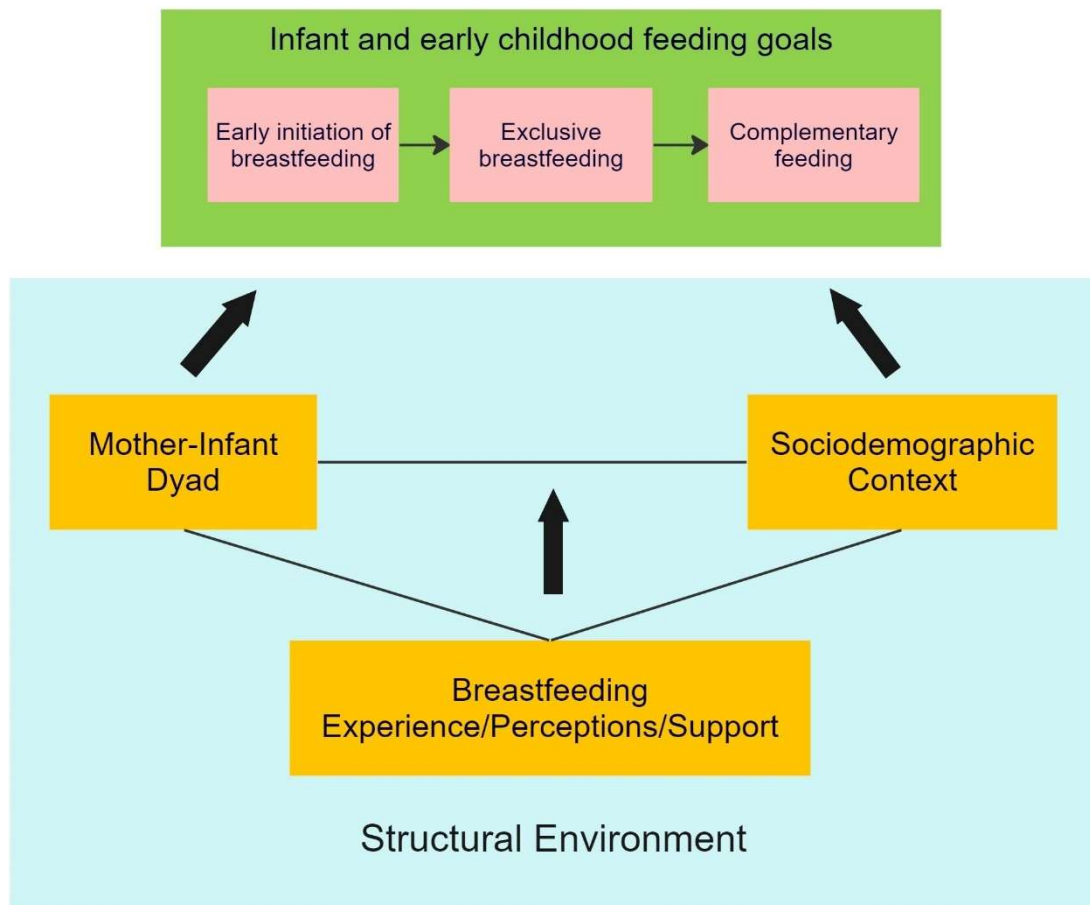 Infant and early childhood feeding goals
Early initiation of
breastfeeding
Exclusive
breastfeeding
Complementary
feeding
Mother-Infant
Dyad
Sociodemographic
Context
Breastfeeding
Experience/Perceptions/Support
Structural Environment